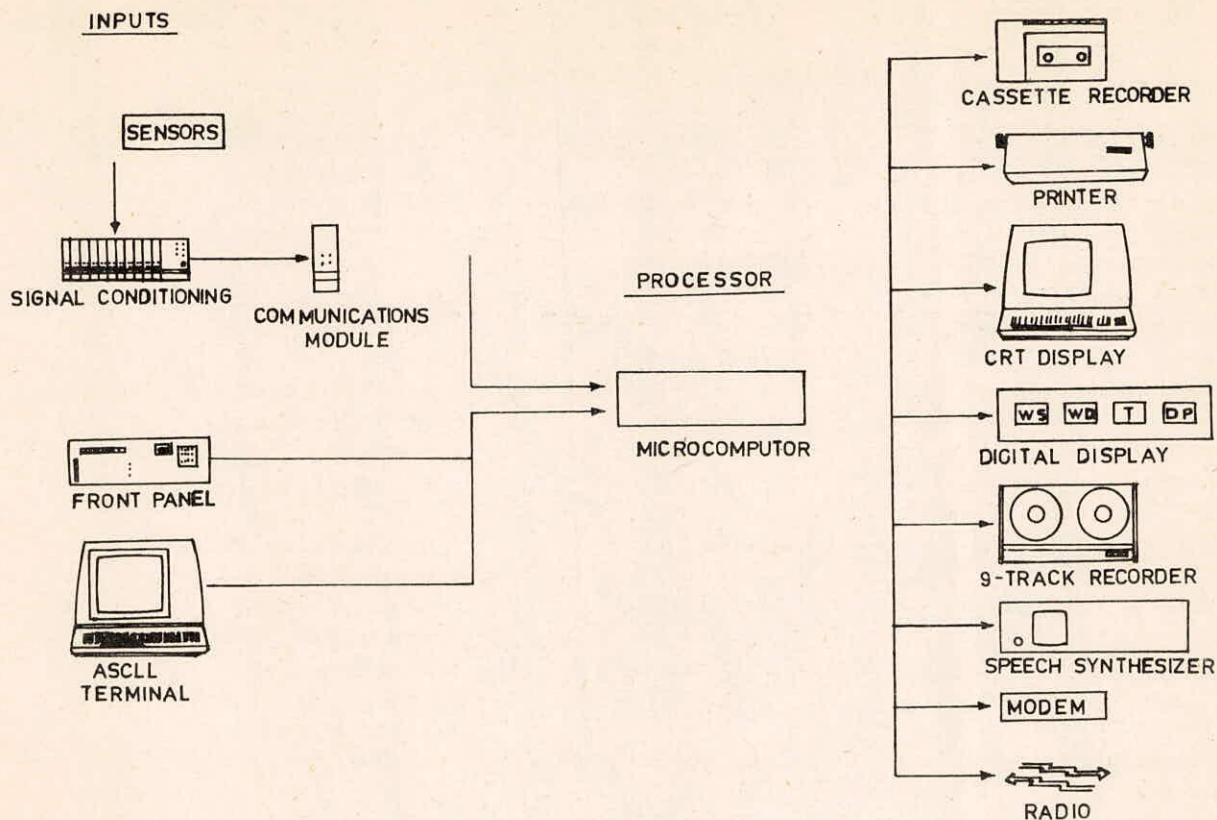 INPUTS
SENSORS
SIGNAL CONDITIONING
COMMUNICATIONS
MODULE
FRONT PANEL
ASCLL
TERMINAL
PROCESSOR
MICROCOMPUTOR
CASSETTE RECORDER
PRINTER
CRT DISPLAY
WS WD T DP
DIGITAL DISPLAY
9-TRACK RECORDER
SPEECH SYNTHESIZER
MODEM
RADIO